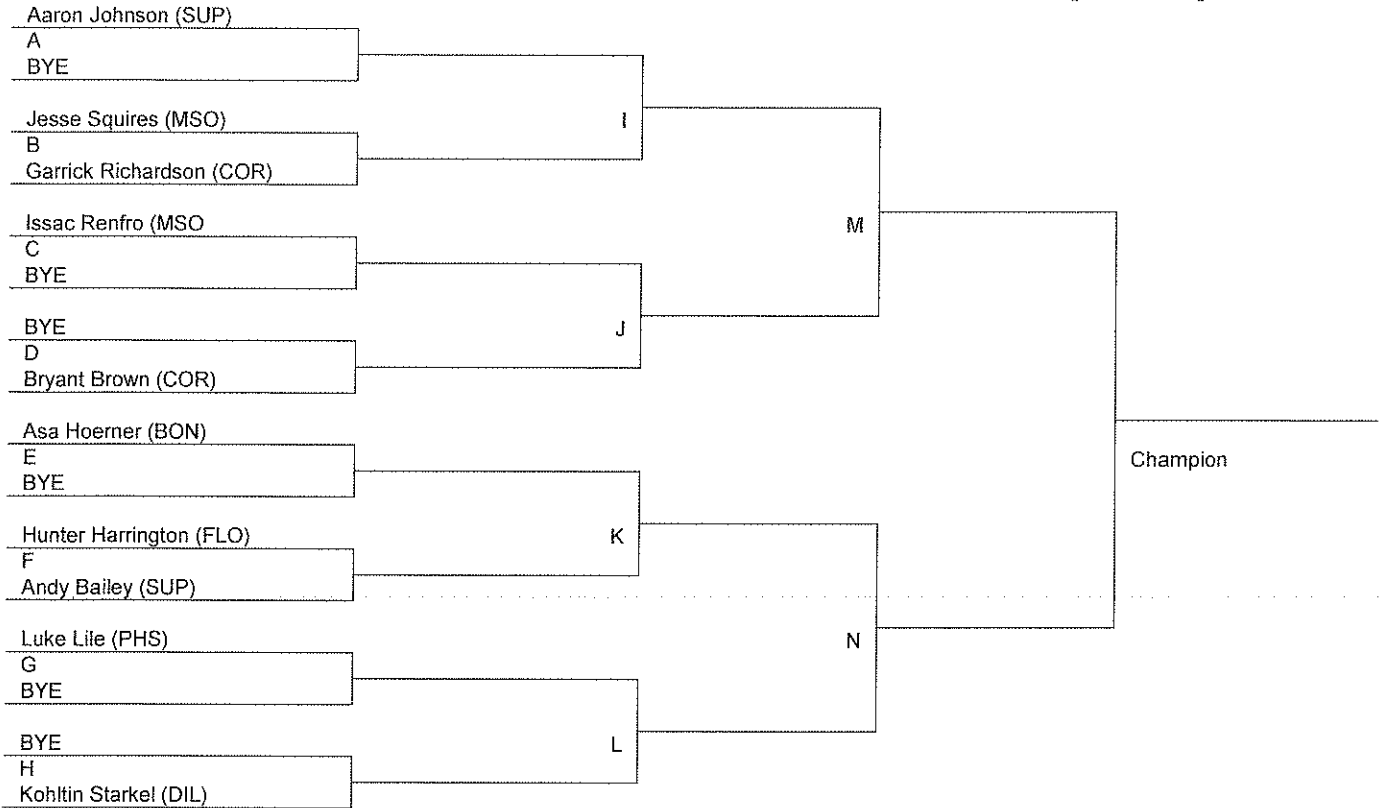 Aaron Johnson (SUP)
A
BYE
Jesse Squires (MSO)
B
Garrick Richardson (COR)
I
Issac Renfro (MSO
C
BYE
M
BYE
D
Bryant Brown (COR)
J
Asa Hoerner (BON)
E
BYE
Champion
Hunter Harrington (FLO)
F
Andy Bailey (SUP)
K
Luke Lile (PHS)
G
BYE
N
BYE
H
Kohltin Starkel (DIL)
L